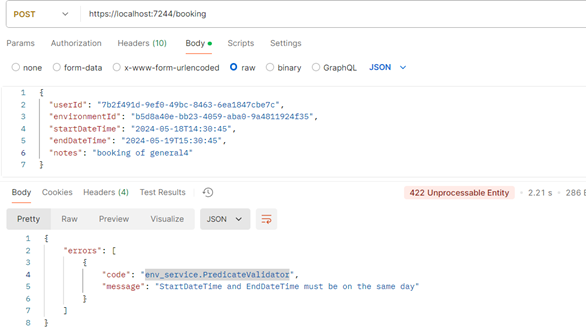 POST https://localhost:7244/booking
Params Authorization Headers (10) Body Scripts Settings
none form-data x-www-form-urlencoded raw binary GraphQL JSON
1 {
2 "userId": "7b2f491d-9ef0-49bc-8463-6ea1847cbe7c",
3 "environmentId": "b5d8a40e-bb23-4059-aba0-9a4811924f35",
4 "startDateTime": "2024-05-18T14:30:45",
5 "endDateTime": "2024-05-19T15:30:45",
6 "notes": "booking of general4"
7 }
Body Cookies Headers (4) Test Results 422 Unprocessable Entity 2.21 s 286 B
Pretty Raw Preview Visualize JSON
1 {
2 "errors": [
3 {
4 "code": "env_service.PredicateValidator",
5 "message": "StartDateTime and EndDateTime must be on the same day"
6 }
7 ]
8 }